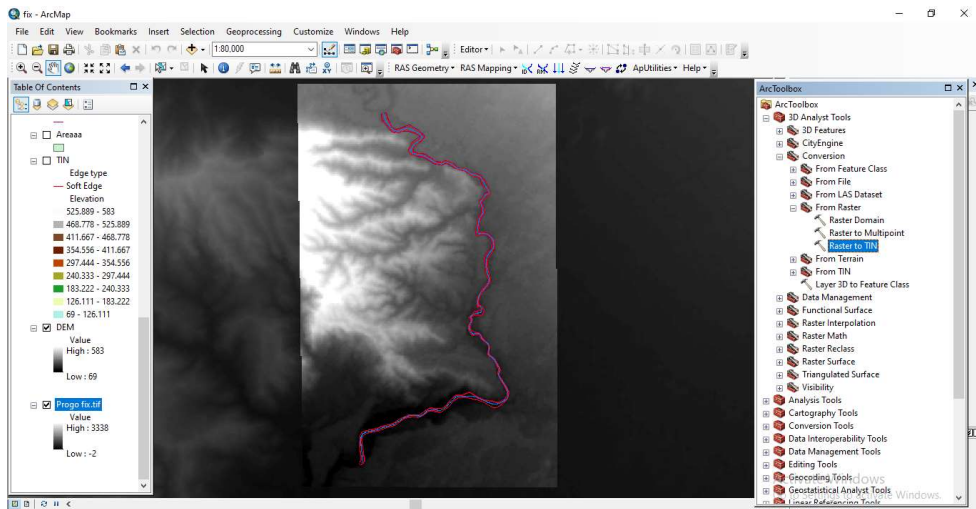 fix - ArcMap
File Edit View Bookmarks Insert Selection Geoprocessing Customize Windows Help
1:80,000
Editor
RAS Geometry RAS Mapping ApUtilities Help
Table Of Contents
Areaaa
TIN
Edge type
Soft Edge
Elevation
525.889 - 583
468.778 - 525.889
411.667 - 468.778
354.556 - 411.667
297.444 - 354.556
240.333 - 297.444
183.222 - 240.333
126.111 - 183.222
69 - 126.111
DEM
Value
High : 583
Low : 69
Progo fix.tif
Value
High : 3338
Low : -2
ArcToolbox
ArcToolbox
3D Analyst Tools
3D Features
CityEngine
Conversion
From Feature Class
From File
From LAS Dataset
From Raster
Raster Domain
Raster to Multipoint
Raster to TIN
From Terrain
From TIN
Layer 3D to Feature Class
Data Management
Functional Surface
Raster Interpolation
Raster Math
Raster Reclass
Raster Surface
Triangulated Surface
Visibility
Analysis Tools
Cartography Tools
Conversion Tools
Data Interoperability Tools
Data Management Tools
Editing Tools
Geocoding Tools
Geostatistical Analyst Tools
Linear Referencing Tools